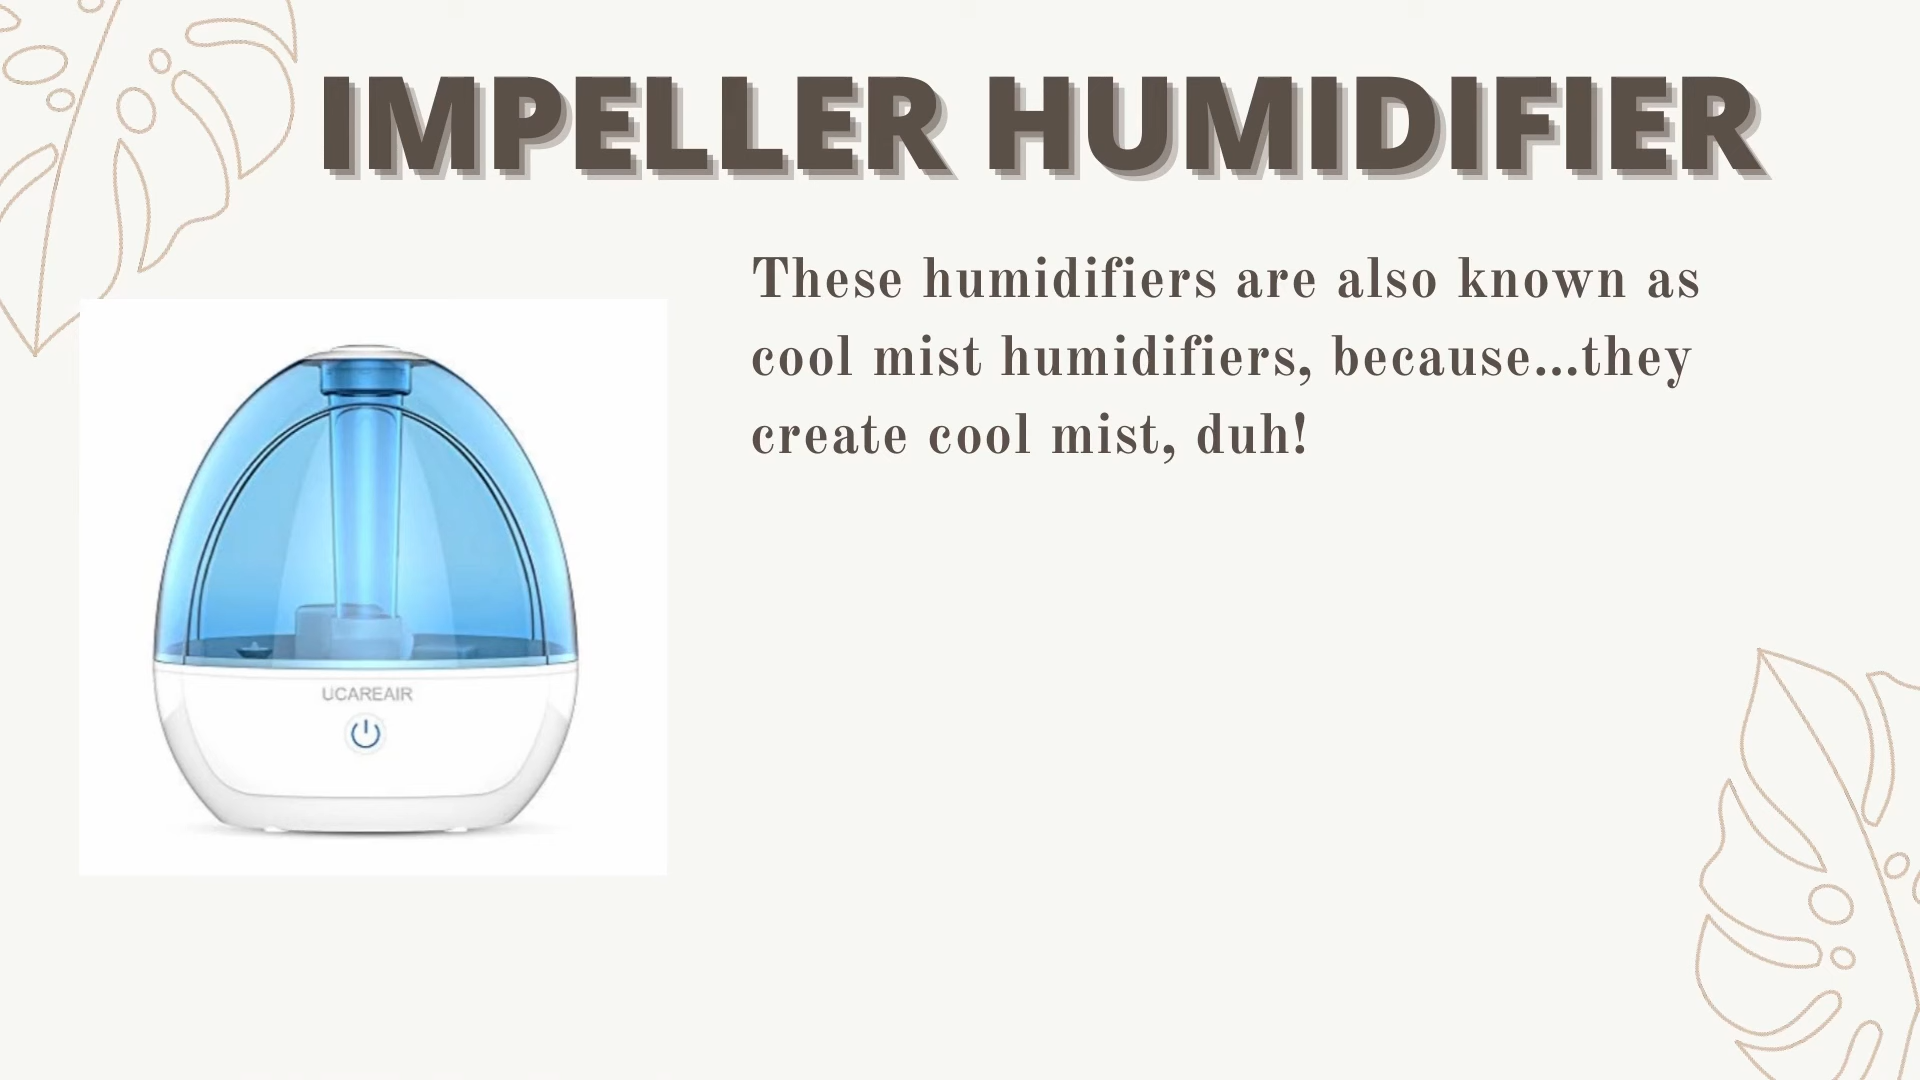 IMPELLER HUMIDIFIER
These humidifiers are also known as
cool mist humidifiers, because...they
create cool mist, duh!
UCAREAIR